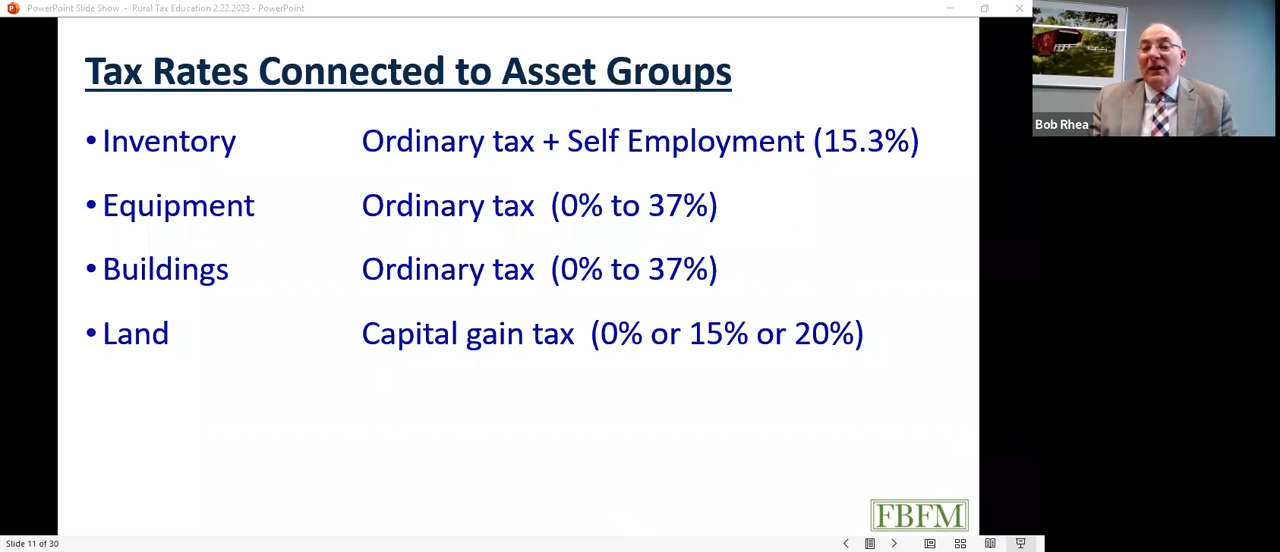 PowerPoint Slide Show - Rural Tax Education 2.22.2023 - PowerPoint
Tax Rates Connected to Asset Groups
• Inventory Ordinary tax + Self Employment (15.3%)
• Equipment Ordinary tax (0% to 37%)
• Buildings Ordinary tax (0% to 37%)
• Land Capital gain tax (0% or 15% or 20%)
Bob Rhea
FBFM
Slide 11 of 30